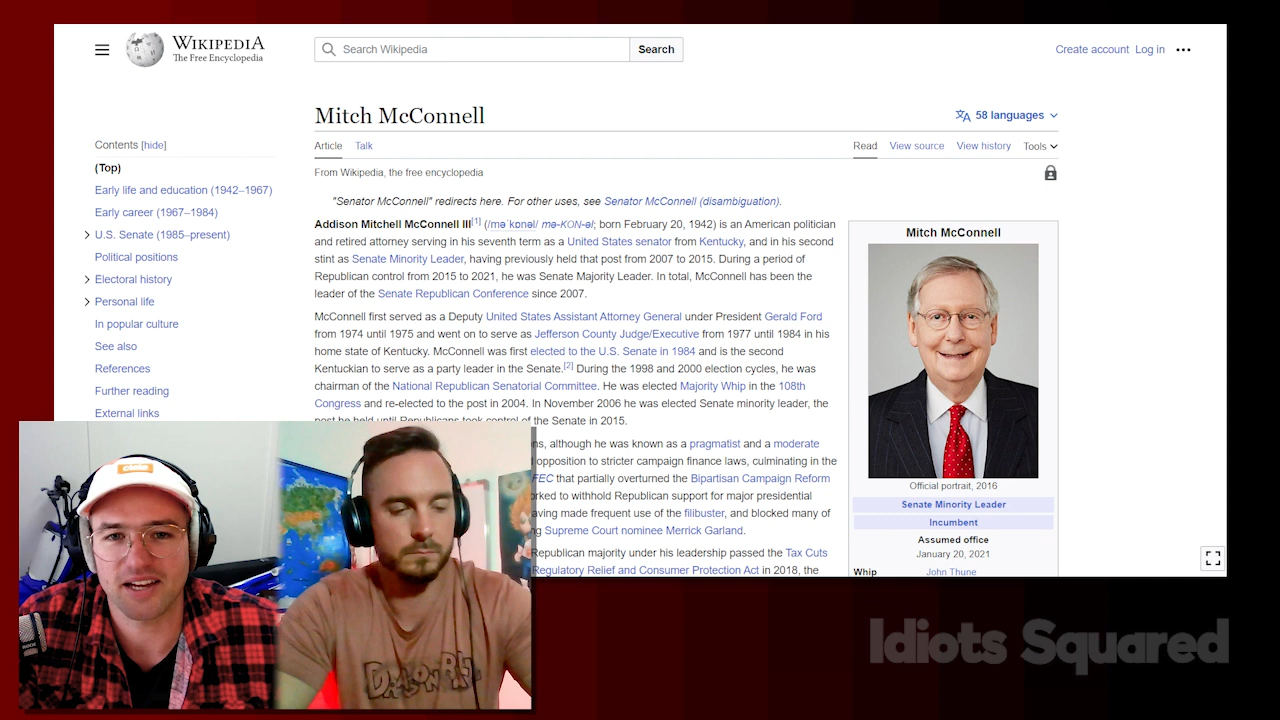 WIKIPEDIA
The Free Encyclopedia
Search Wikipedia
Search
Create account Log in
Mitch McConnell
58 languages
Article Talk
Read View source View history Tools
From Wikipedia, the free encyclopedia
Contents [hide]
(Top)
Early life and education (1942–1967)
Early career (1967–1984)
U.S. Senate (1985–present)
Political positions
Electoral history
Personal life
In popular culture
See also
References
Further reading
External links
"Senator McConnell" redirects here. For other uses, see Senator McConnell (disambiguation).
Addison Mitchell McConnell III[1] (/məˈkɒnəl/ mə-KON-əl; born February 20, 1942) is an American politician
and retired attorney serving in his seventh term as a United States senator from Kentucky, and in his second
stint as Senate Minority Leader, having previously held that post from 2007 to 2015. During a period of
Republican control from 2015 to 2021, he was Senate Majority Leader. In total, McConnell has been the
leader of the Senate Republican Conference since 2007.
McConnell first served as a Deputy United States Assistant Attorney General under President Gerald Ford
from 1974 until 1975 and went on to serve as Jefferson County Judge/Executive from 1977 until 1984 in his
home state of Kentucky. McConnell was first elected to the U.S. Senate in 1984 and is the second
Kentuckian to serve as a party leader in the Senate.[2] During the 1998 and 2000 election cycles, he was
chairman of the National Republican Senatorial Committee. He was elected Majority Whip in the 108th
Congress and re-elected to the post in 2004. In November 2006 he was elected Senate minority leader, the
post he held until Republicans took control of the Senate in 2015.
although he was known as a pragmatist and a moderate
opposition to stricter campaign finance laws, culminating in the
FEC that partially overturned the Bipartisan Campaign Reform
to withhold Republican support for major presidential
made frequent use of the filibuster, and blocked many of
Supreme Court nominee Merrick Garland.
Republican majority under his leadership passed the Tax Cuts
Regulatory Relief and Consumer Protection Act in 2018, the
Mitch McConnell
Official portrait, 2016
Senate Minority Leader
Incumbent
Assumed office
January 20, 2021
Whip John Thune
RODE
Idiots Squared